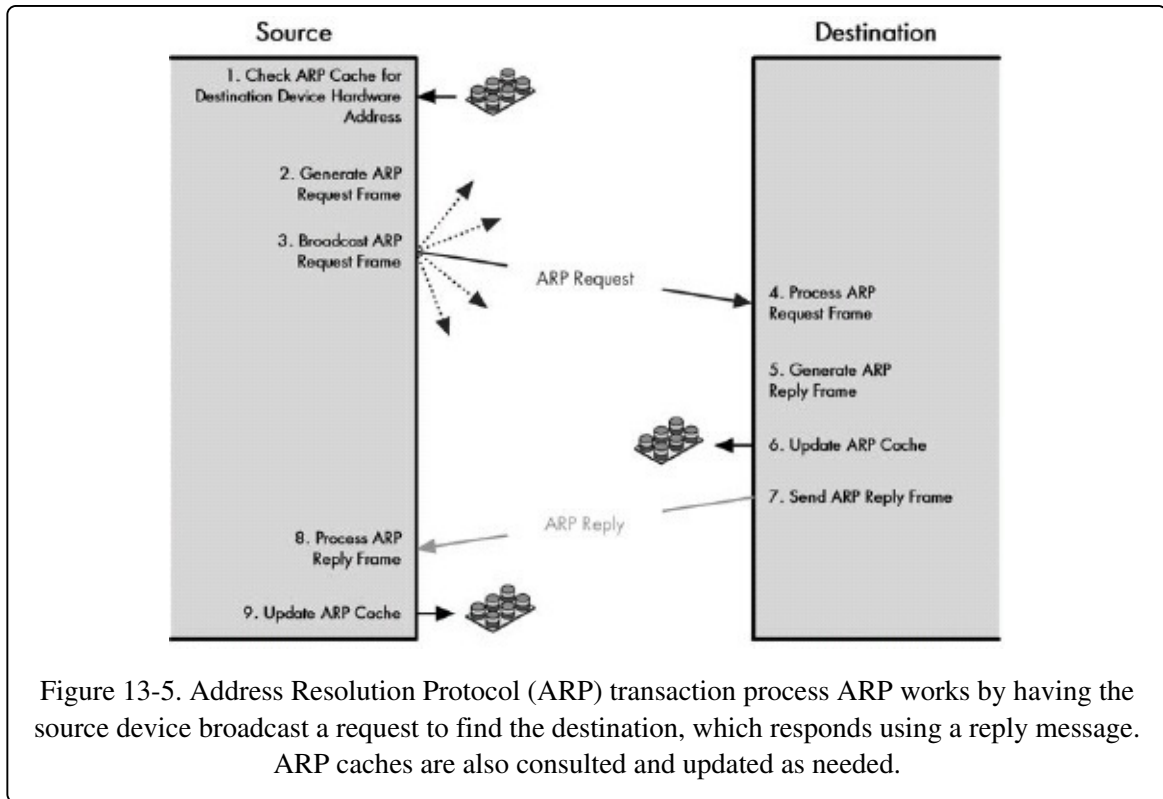 Source
Destination
1. Check ARP Cache for
Destination Device Hardware
Address
2. Generate ARP
Request Frame
3. Broadcast ARP
Request Frame
ARP Request
4. Process ARP
Request Frame
5. Generate ARP
Reply Frame
6. Update ARP Cache
7. Send ARP Reply Frame
ARP Reply
8. Process ARP
Reply Frame
9. Update ARP Cache
Figure 13-5. Address Resolution Protocol (ARP) transaction process ARP works by having the
source device broadcast a request to find the destination, which responds using a reply message.
ARP caches are also consulted and updated as needed.